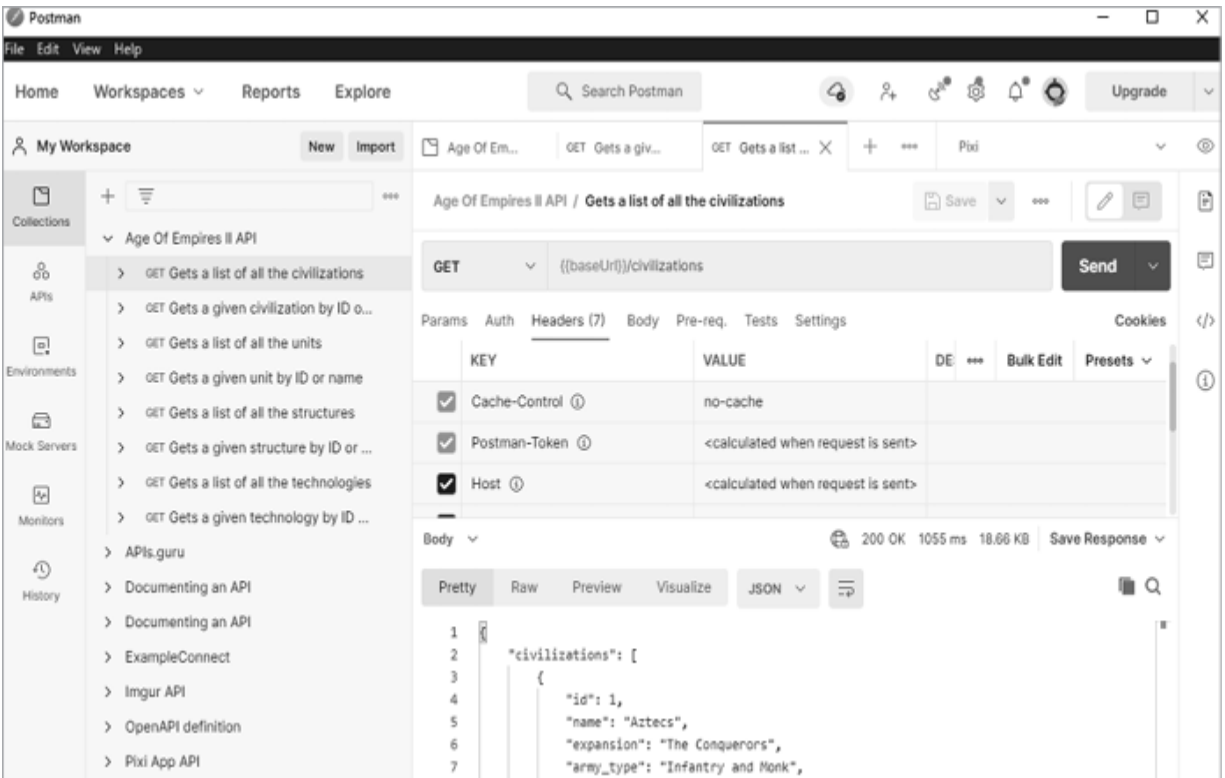 Postman
File Edit View Help
Home Workspaces Reports Explore Search Postman Upgrade
My Workspace New Import
Age Of Em... GET Gets a giv... GET Gets a list ... Pixi
Age Of Empires II API / Gets a list of all the civilizations Save
Collections
APIs
Environments
Mock Servers
Monitors
History
Age Of Empires II API
GET Gets a list of all the civilizations
GET Gets a given civilization by ID o...
GET Gets a list of all the units
GET Gets a given unit by ID or name
GET Gets a list of all the structures
GET Gets a given structure by ID or ...
GET Gets a list of all the technologies
GET Gets a given technology by ID ...
APIs.guru
Documenting an API
Documenting an API
ExampleConnect
Imgur API
OpenAPI definition
Pixi App API
GET {{baseUrl}}/civilizations Send
Params Auth Headers (7) Body Pre-req. Tests Settings Cookies
KEY VALUE DE Bulk Edit Presets
Cache-Control no-cache
Postman-Token <calculated when request is sent>
Host <calculated when request is sent>
Body 200 OK 1055 ms 18.66 KB Save Response
Pretty Raw Preview Visualize JSON
1 {
2 "civilizations": [
3 {
4 "id": 1,
5 "name": "Aztecs",
6 "expansion": "The Conquerors",
7 "army_type": "Infantry and Monk",